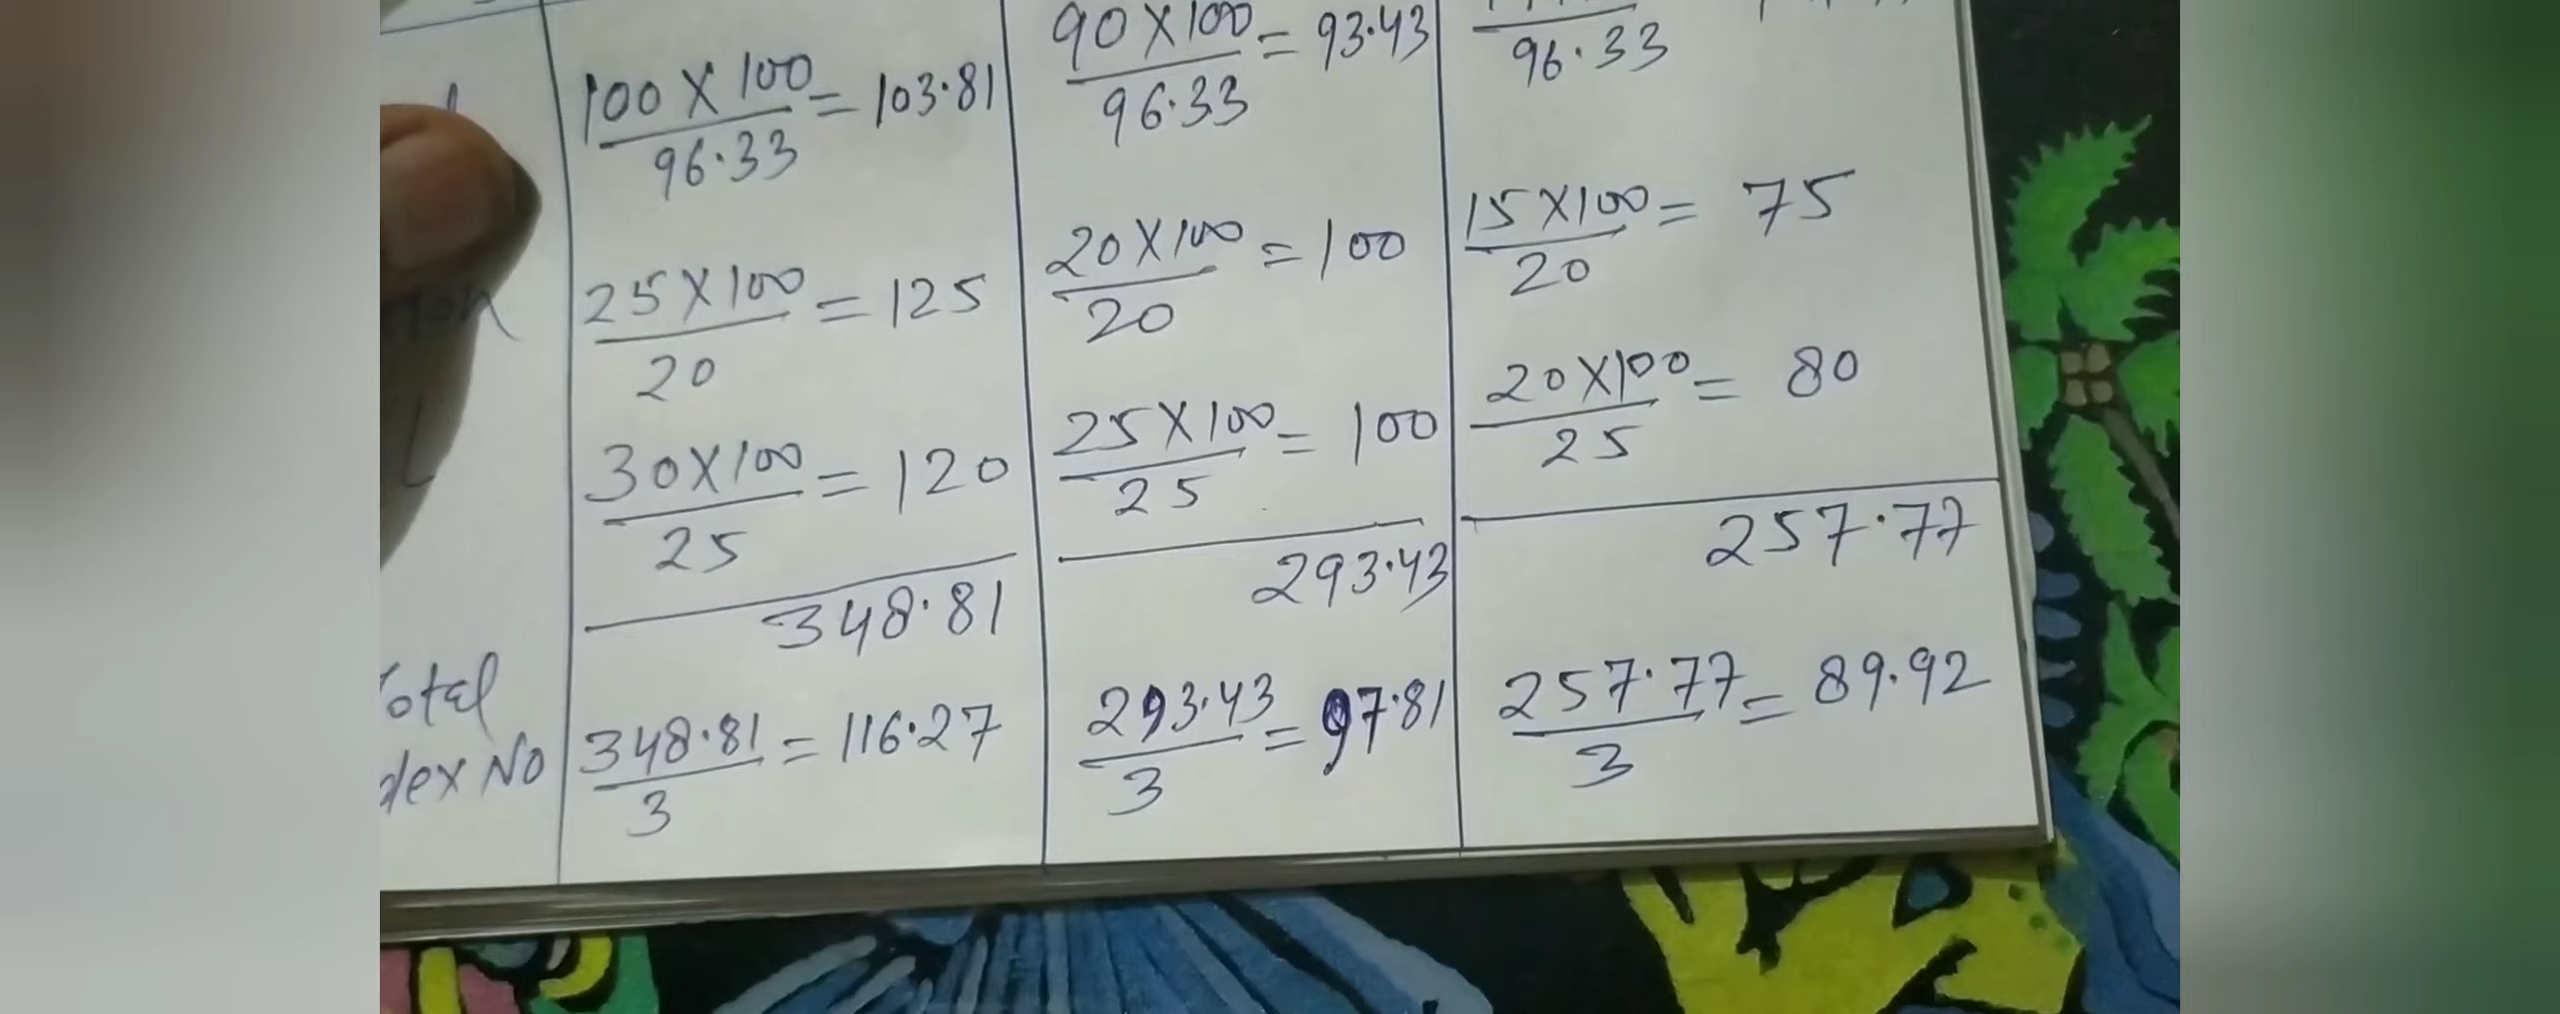 100 X 100 / 96.33 = 103.81
90 X 100 / 96.33 = 93.43
96.33
25 X 100 / 20 = 125
20 X 100 / 20 = 100
15 X 100 / 20 = 75
30 X 100 / 25 = 120
25 X 100 / 25 = 100
20 X 100 / 25 = 80
348.81
293.43
257.77
Total
dex No
348.81 / 3 = 116.27
293.43 / 3 = 97.81
257.77 / 3 = 89.92